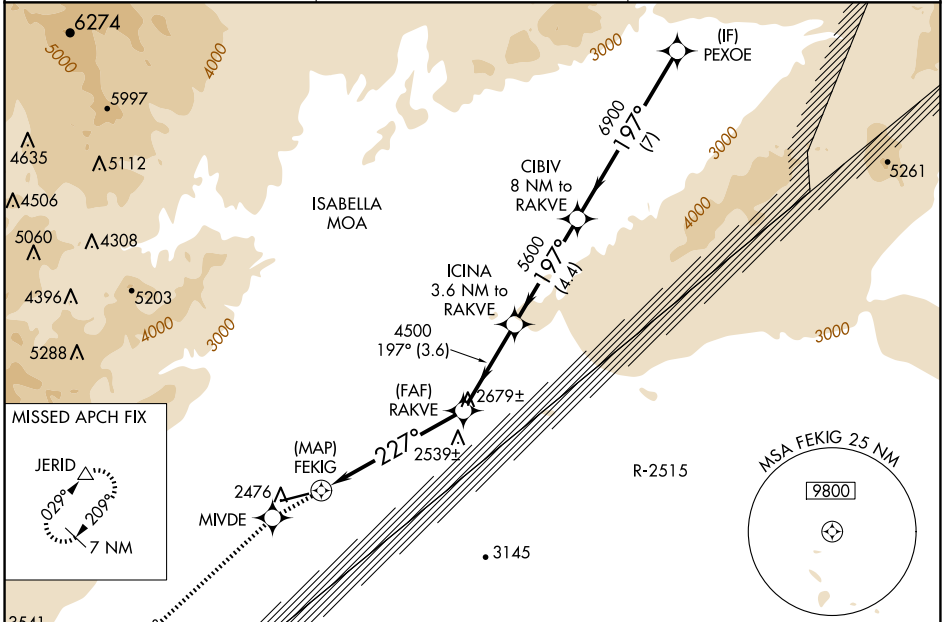 6274
5000
4000
5997
4635
5112
4506
5060
4308
4396
5203
4000
3000
5288
ISABELLA
MOA
3000
(IF)
PEXOE
6900
197°
(7)
3000
CIBIV
8 NM to
RAKVE
5261
4000
5600
197°
(4.4)
ICINA
3.6 NM to
RAKVE
4500
197° (3.6)
3000
(FAF)
RAKVE
2679±
2539±
227°
(MAP)
FEKIG
2476
MIVDE
R-2515
3145
MISSED APCH FIX
JERID
029°
209°
7 NM
MSA FEKIG 25 NM
9800
3541